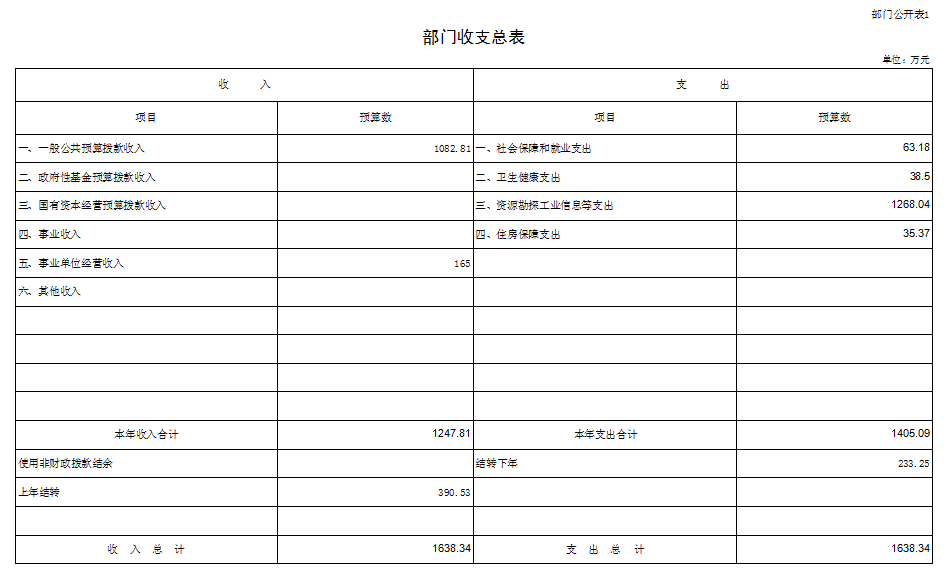 部门公开表1
部门收支总表
单位：万元
收 入 支 出
项目 预算数 项目 预算数
一、一般公共预算拨款收入 1082.81 一、社会保障和就业支出 63.18
二、政府性基金预算拨款收入 二、卫生健康支出 38.5
三、国有资本经营预算拨款收入 三、资源勘探工业信息等支出 1268.04
四、事业收入 四、住房保障支出 35.37
五、事业单位经营收入 165
六、其他收入
本年收入合计 1247.81 本年支出合计 1405.09
使用非财政拨款结余 结转下年 233.25
上年结转 390.53
收 入 总 计 1638.34 支 出 总 计 1638.34